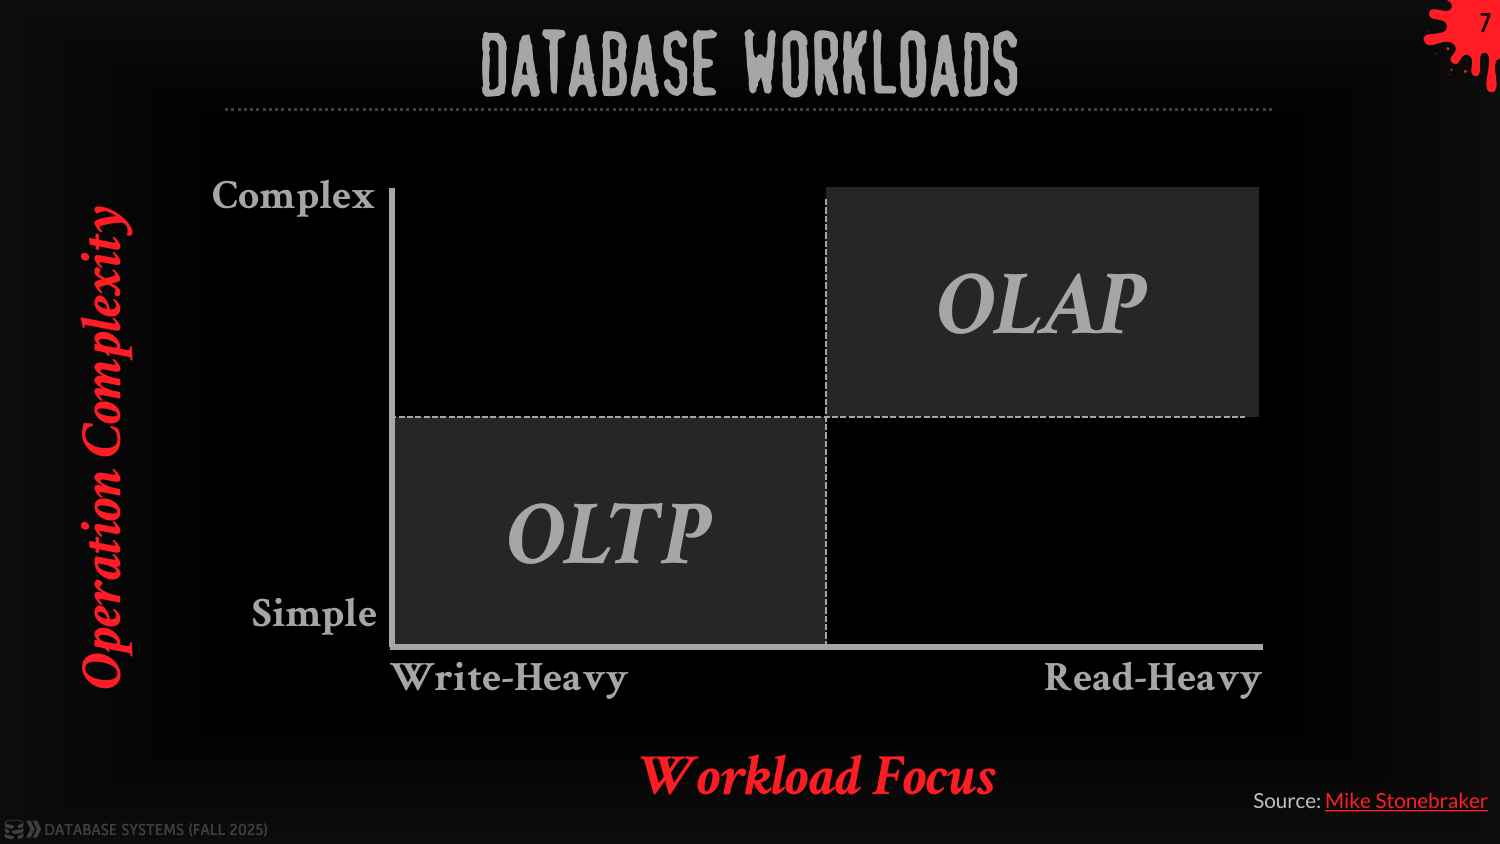 7
DATABASE WORKLOADS
Complex
OLAP
Operation Complexity
OLTP
Simple
Write-Heavy
Read-Heavy
Workload Focus
Source: Mike Stonebraker
DATABASE SYSTEMS (FALL 2025)